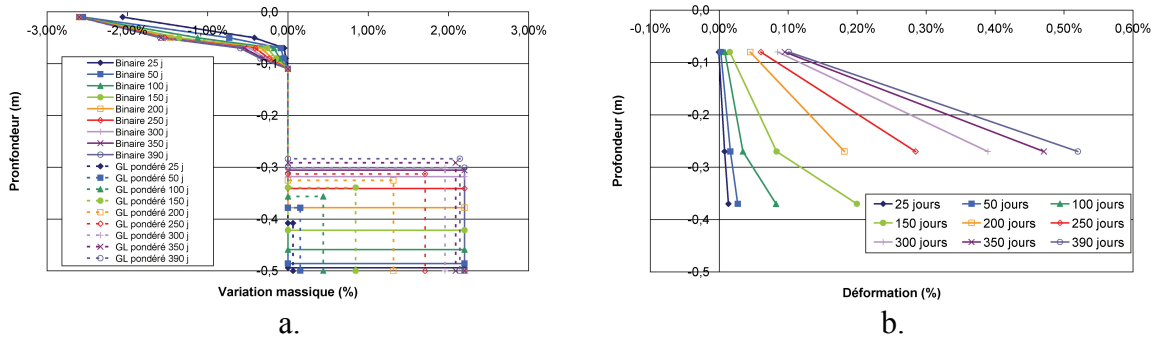 0,0
-3,00%
-2,00%
-1,00%
0,00%
1,00%
2,00%
3,00%
-0,1
-0,2
-0,3
-0,4
-0,5
Pronfondeur (m)
Variation massique (%)
Binaire 25 j
Binaire 50 j
Binaire 100 j
Binaire 150 j
Binaire 200 j
Binaire 250 j
Binaire 300 j
Binaire 350 j
Binaire 390 j
GL pondéré 25 j
GL pondéré 50 j
GL pondéré 100 j
GL pondéré 150 j
GL pondéré 200 j
GL pondéré 250 j
GL pondéré 300 j
GL pondéré 350 j
GL pondéré 390 j
a.
0,0
-0,10%
0,00%
0,10%
0,20%
0,30%
0,40%
0,50%
0,60%
-0,1
-0,2
-0,3
-0,4
-0,5
Profondeur (m)
Déformation (%)
25 jours 50 jours 100 jours
150 jours 200 jours 250 jours
300 jours 350 jours 390 jours
b.